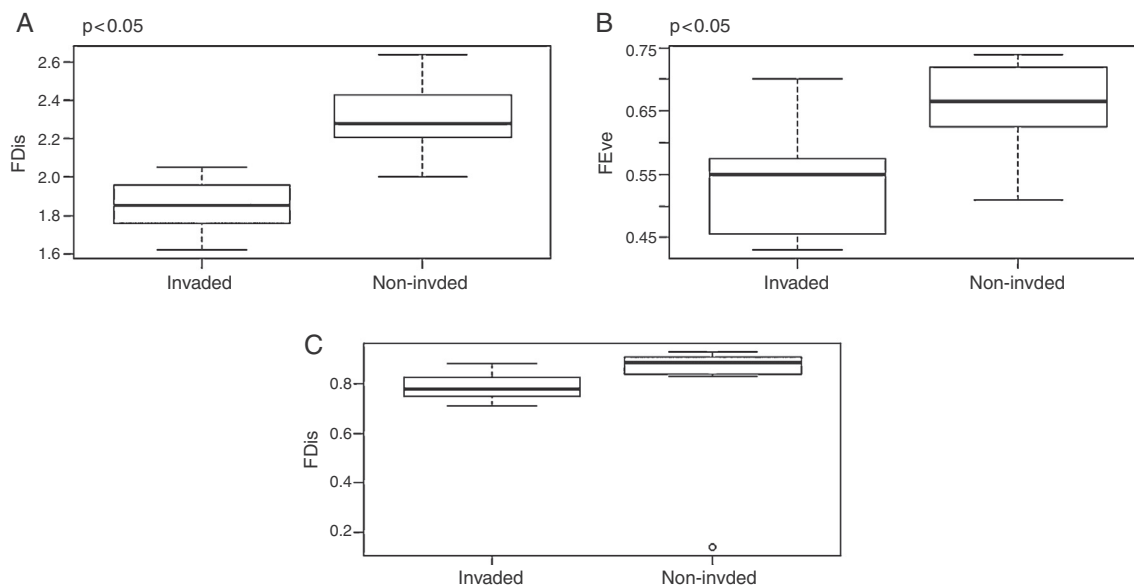 A
p<0.05
2.6
2.4
2.2
2.0
1.8
1.6
FDis
Invaded
Non-invded
B
p<0.05
0.75
0.65
0.55
0.45
FEve
Invaded
Non-invded
C
0.8
0.6
0.4
0.2
FDis
Invaded
Non-invded